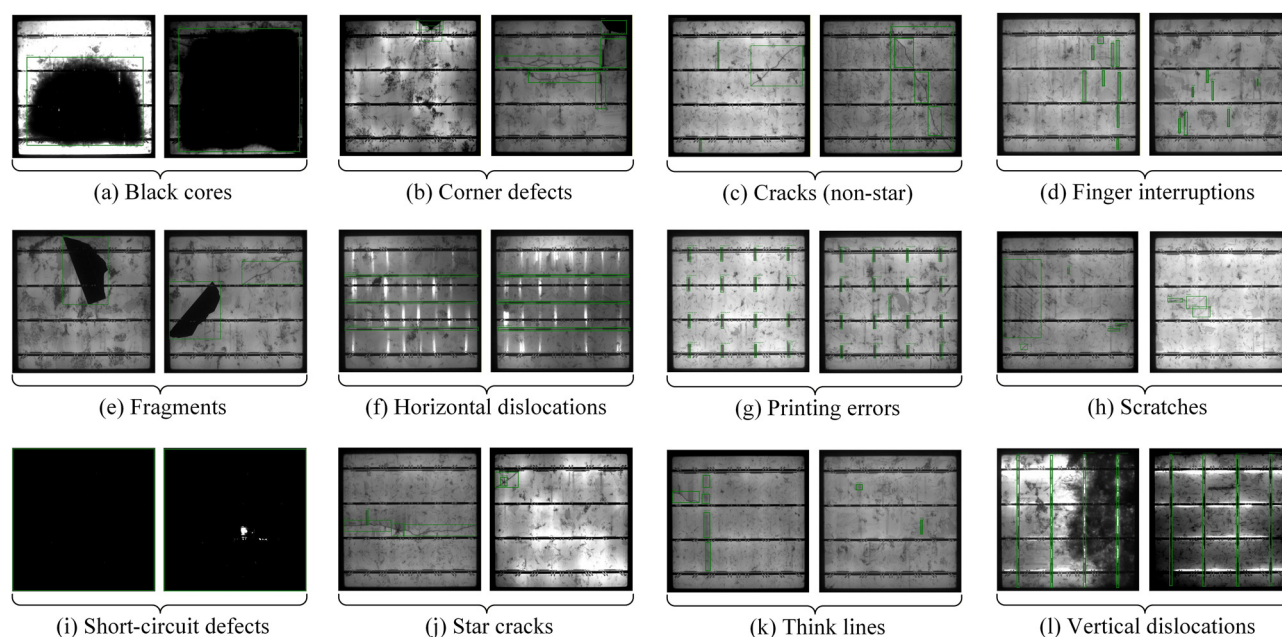 (a) Black cores
(b) Corner defects
(c) Cracks (non-star)
(d) Finger interruptions
(e) Fragments
(f) Horizontal dislocations
(g) Printing errors
(h) Scratches
(i) Short-circuit defects
(j) Star cracks
(k) Think lines
(l) Vertical dislocations